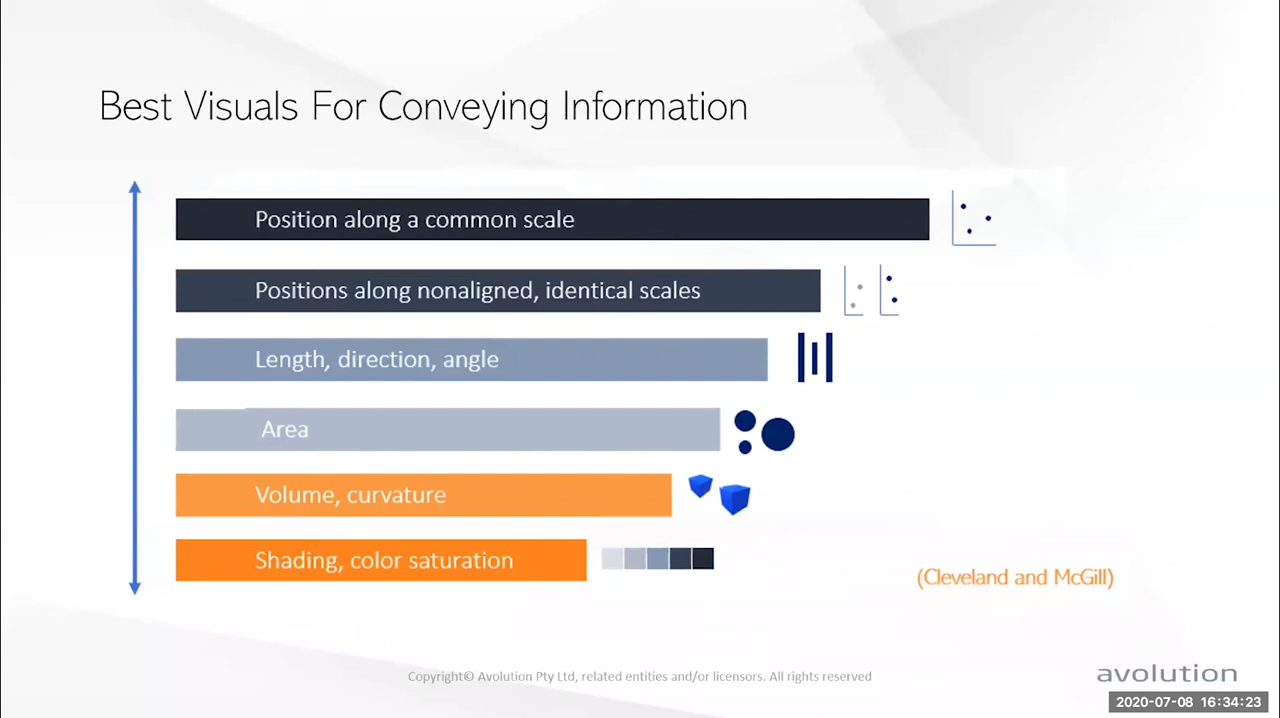 Best Visuals For Conveying Information
Position along a common scale
Positions along nonaligned, identical scales
Length, direction, angle
Area
Volume, curvature
Shading, color saturation
(Cleveland and McGill)
Copyright© Avolution Pty Ltd, related entities and/or licensors. All rights reserved
avolution
2020-07-08 16:34:23